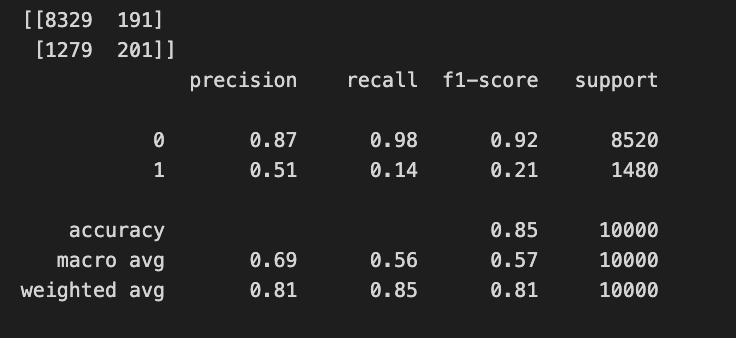 [[8329  191]
 [1279  201]]
              precision    recall  f1-score   support

           0       0.87      0.98      0.92      8520
           1       0.51      0.14      0.21      1480

    accuracy                           0.85     10000
   macro avg       0.69      0.56      0.57     10000
weighted avg       0.81      0.85      0.81     10000